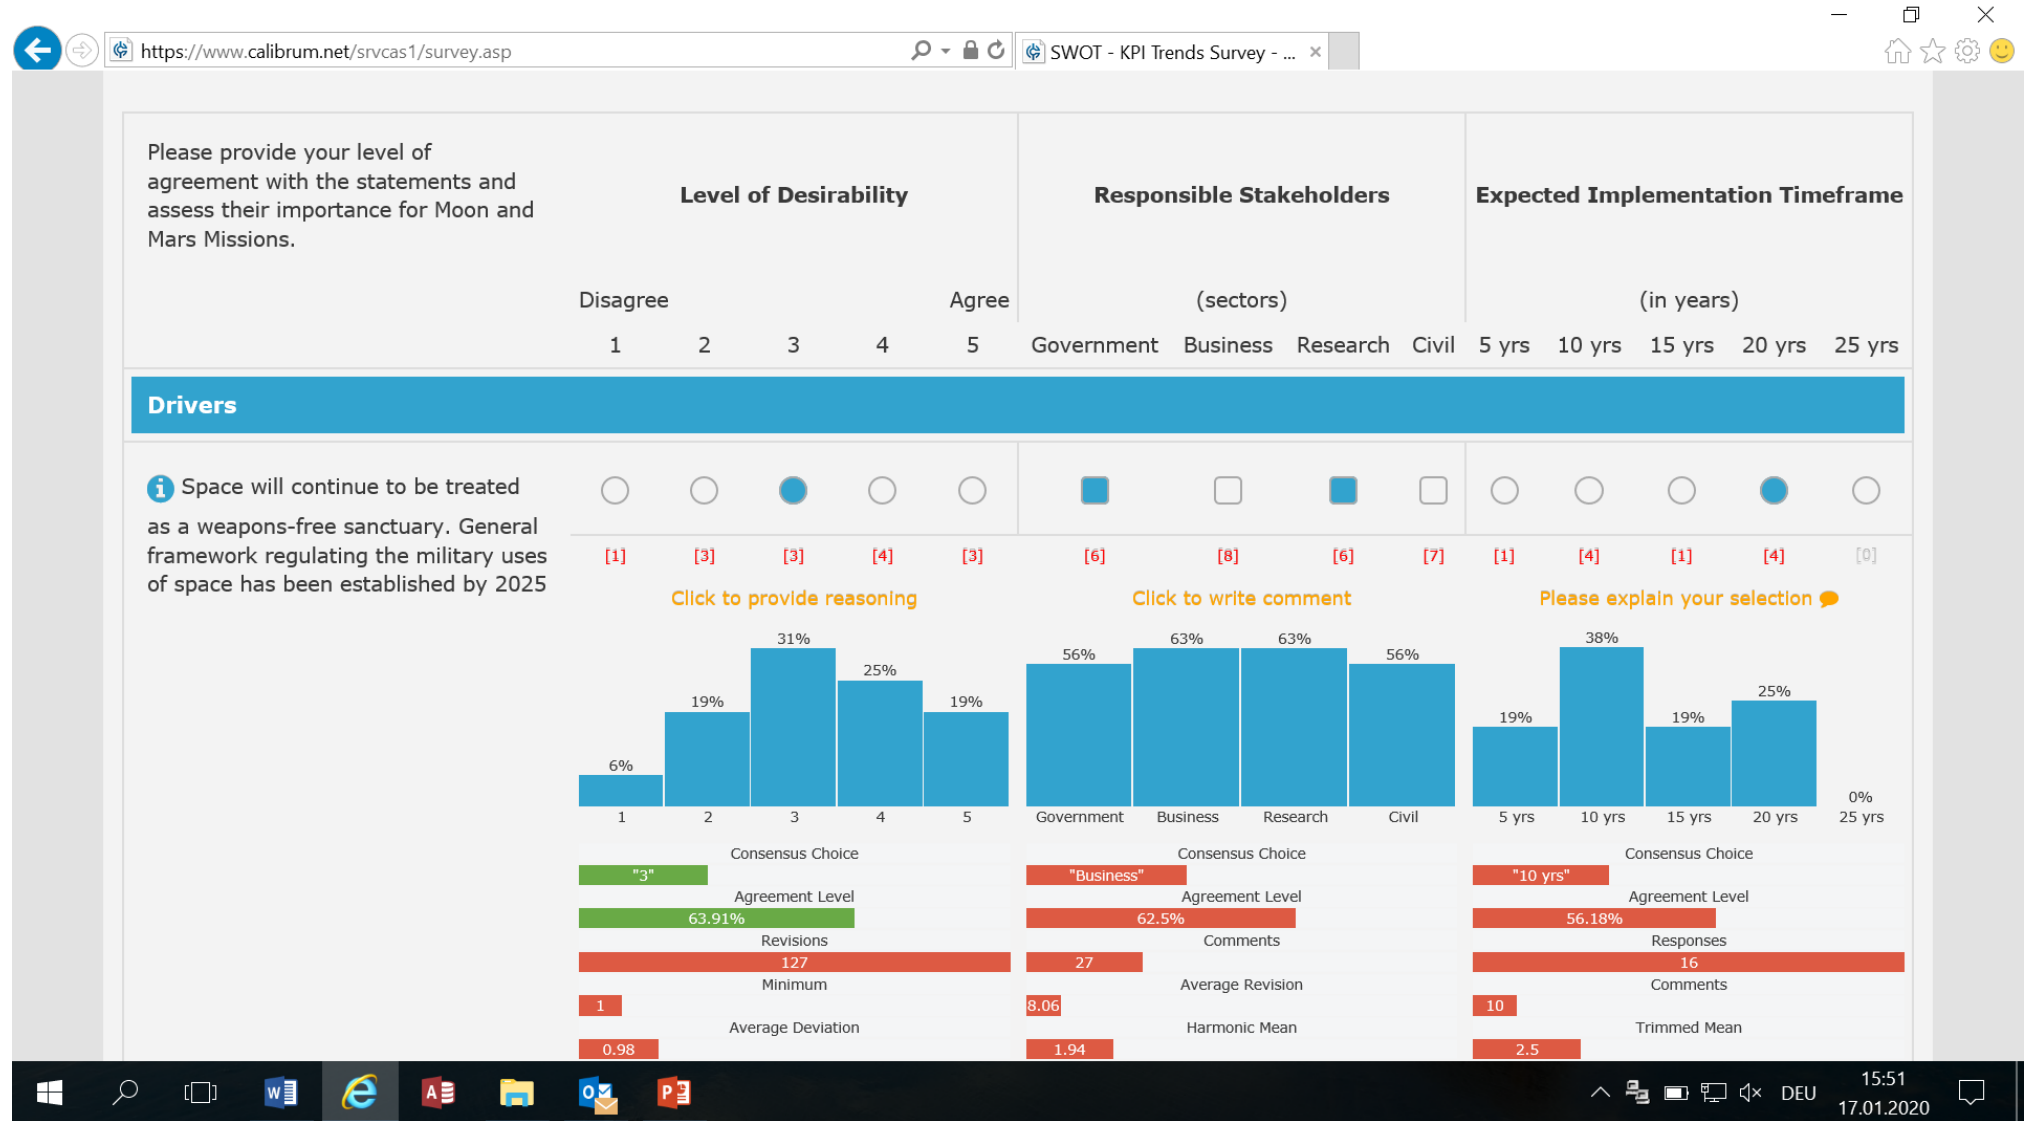 https://www.calibrum.net/srvcas1/survey.asp
SWOT - KPI Trends Survey - ...
Please provide your level of
agreement with the statements and
assess their importance for Moon and
Mars Missions.
Level of Desirability
Responsible Stakeholders
Expected Implementation Timeframe
Disagree Agree
(sectors)
(in years)
1 2 3 4 5 Government Business Research Civil 5 yrs 10 yrs 15 yrs 20 yrs 25 yrs
Drivers
Space will continue to be treated
as a weapons-free sanctuary. General
framework regulating the military uses
of space has been established by 2025
[1] [3] [3] [4] [3] [6] [8] [6] [7] [1] [4] [1] [4] [0]
Click to provide reasoning
Click to write comment
Please explain your selection
6% 19% 31% 25% 19%
1 2 3 4 5
56% 63% 63% 56%
Government Business Research Civil
19% 38% 19% 25% 0%
5 yrs 10 yrs 15 yrs 20 yrs 25 yrs
Consensus Choice
"3"
Agreement Level
63.91%
Revisions
127
Minimum
1
Average Deviation
0.98
Consensus Choice
"Business"
Agreement Level
62.5%
Comments
27
Average Revision
8.06
Harmonic Mean
1.94
Consensus Choice
"10 yrs"
Agreement Level
56.18%
Responses
16
Comments
10
Trimmed Mean
2.5
DEU
15:51
17.01.2020